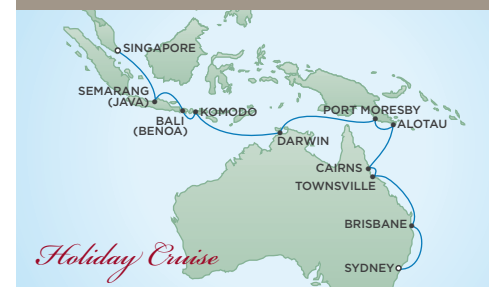 SINGAPORE
SEMARANG
(JAVA)
BALI
(BENOA)
KOMODO
PORT MORESBY
ALOTAU
DARWIN
CAIRNS
TOWNSVILLE
BRISBANE
Holiday Cruise
SYDNEY